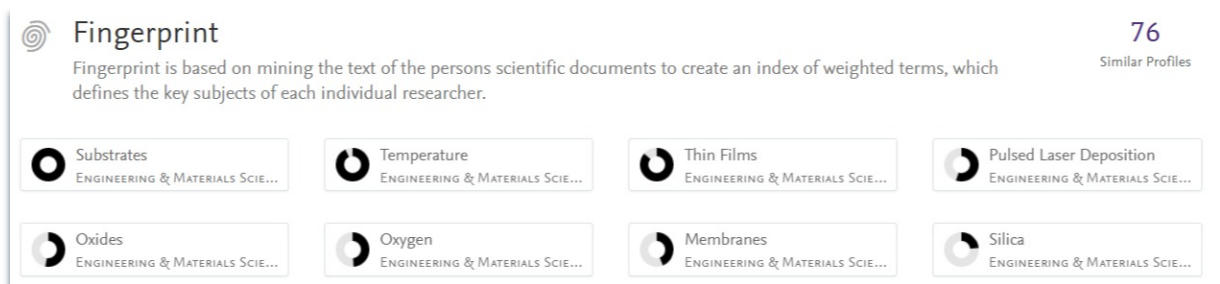 Fingerprint
76
Similar Profiles
Fingerprint is based on mining the text of the persons scientific documents to create an index of weighted terms, which
defines the key subjects of each individual researcher.
Substrates
ENGINEERING & MATERIALS SCIE...
Temperature
ENGINEERING & MATERIALS SCIE...
Thin Films
ENGINEERING & MATERIALS SCIE...
Pulsed Laser Deposition
ENGINEERING & MATERIALS SCIE...
Oxides
ENGINEERING & MATERIALS SCIE...
Oxygen
ENGINEERING & MATERIALS SCIE...
Membranes
ENGINEERING & MATERIALS SCIE...
Silica
ENGINEERING & MATERIALS SCIE...